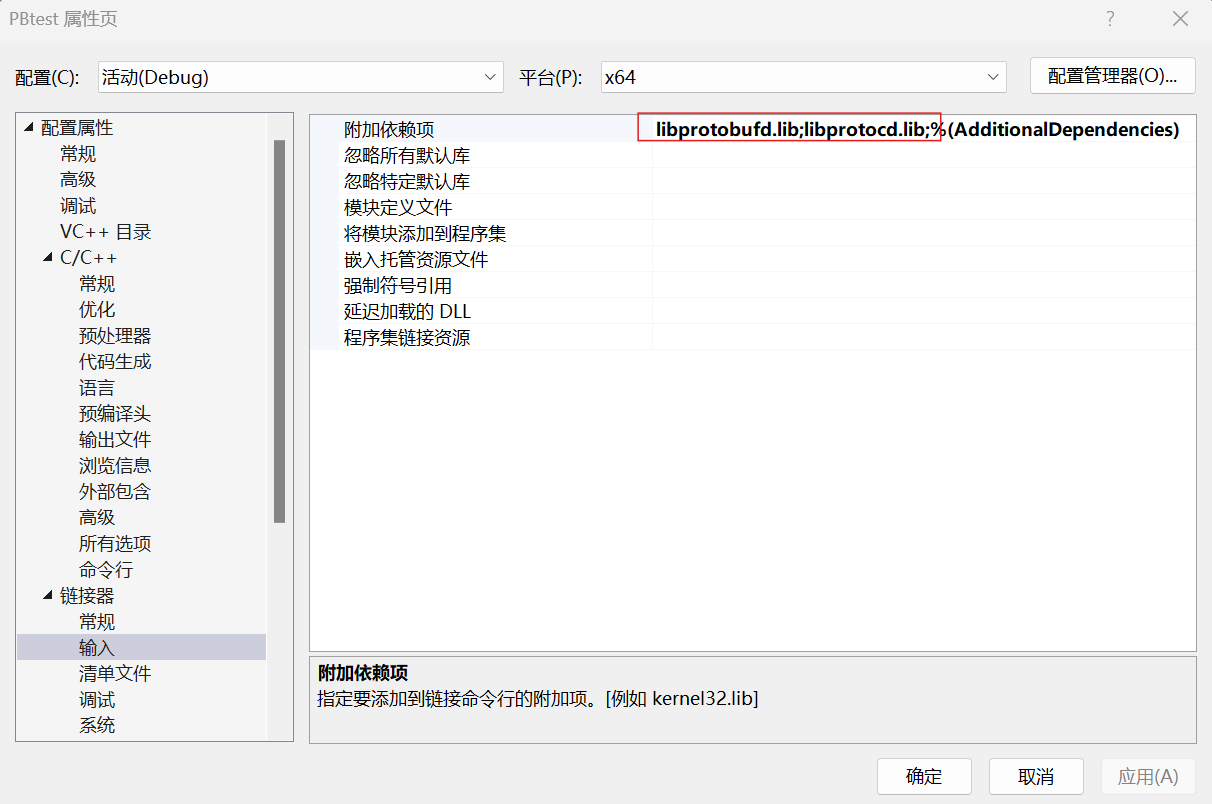 PBtest 属性页
配置(C): 活动(Debug) 平台(P): x64 配置管理器(O)...
配置属性
常规
高级
调试
VC++ 目录
C/C++
常规
优化
预处理器
代码生成
语言
预编译头
输出文件
浏览信息
外部包含
高级
所有选项
命令行
链接器
常规
输入
清单文件
调试
系统
附加依赖项 libprotobufd.lib;libprotocd.lib;%(AdditionalDependencies)
忽略所有默认库
忽略特定默认库
模块定义文件
将模块添加到程序集
嵌入托管资源文件
强制符号引用
延迟加载的 DLL
程序集链接资源
附加依赖项
指定要添加到链接命令行的附加项。[例如 kernel32.lib]
确定 取消 应用(A)